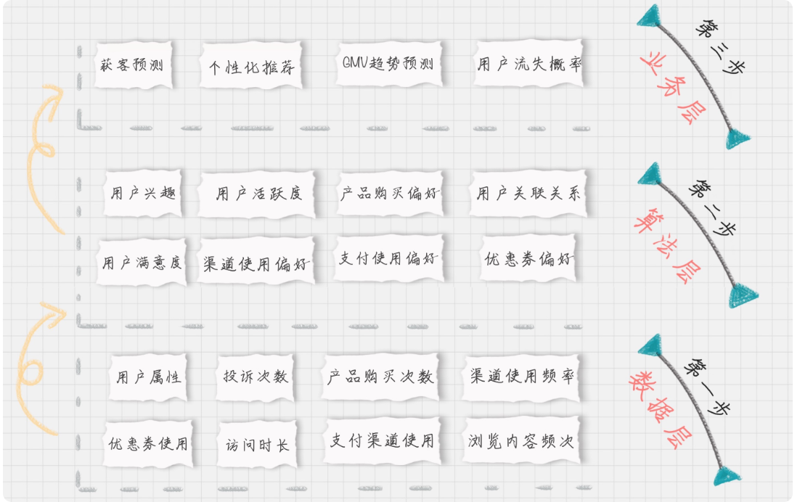 获客预测
个性化推荐
GMV趋势预测
用户流失概率
第三步
业务层
用户兴趣
用户活跃度
产品购买偏好
用户关联关系
用户满意度
渠道使用偏好
支付使用偏好
优惠券偏好
第二步
算法层
用户属性
投诉次数
产品购买次数
渠道使用频率
优惠券使用
访问时长
支付渠道使用
浏览内容频次
第一步
数据层